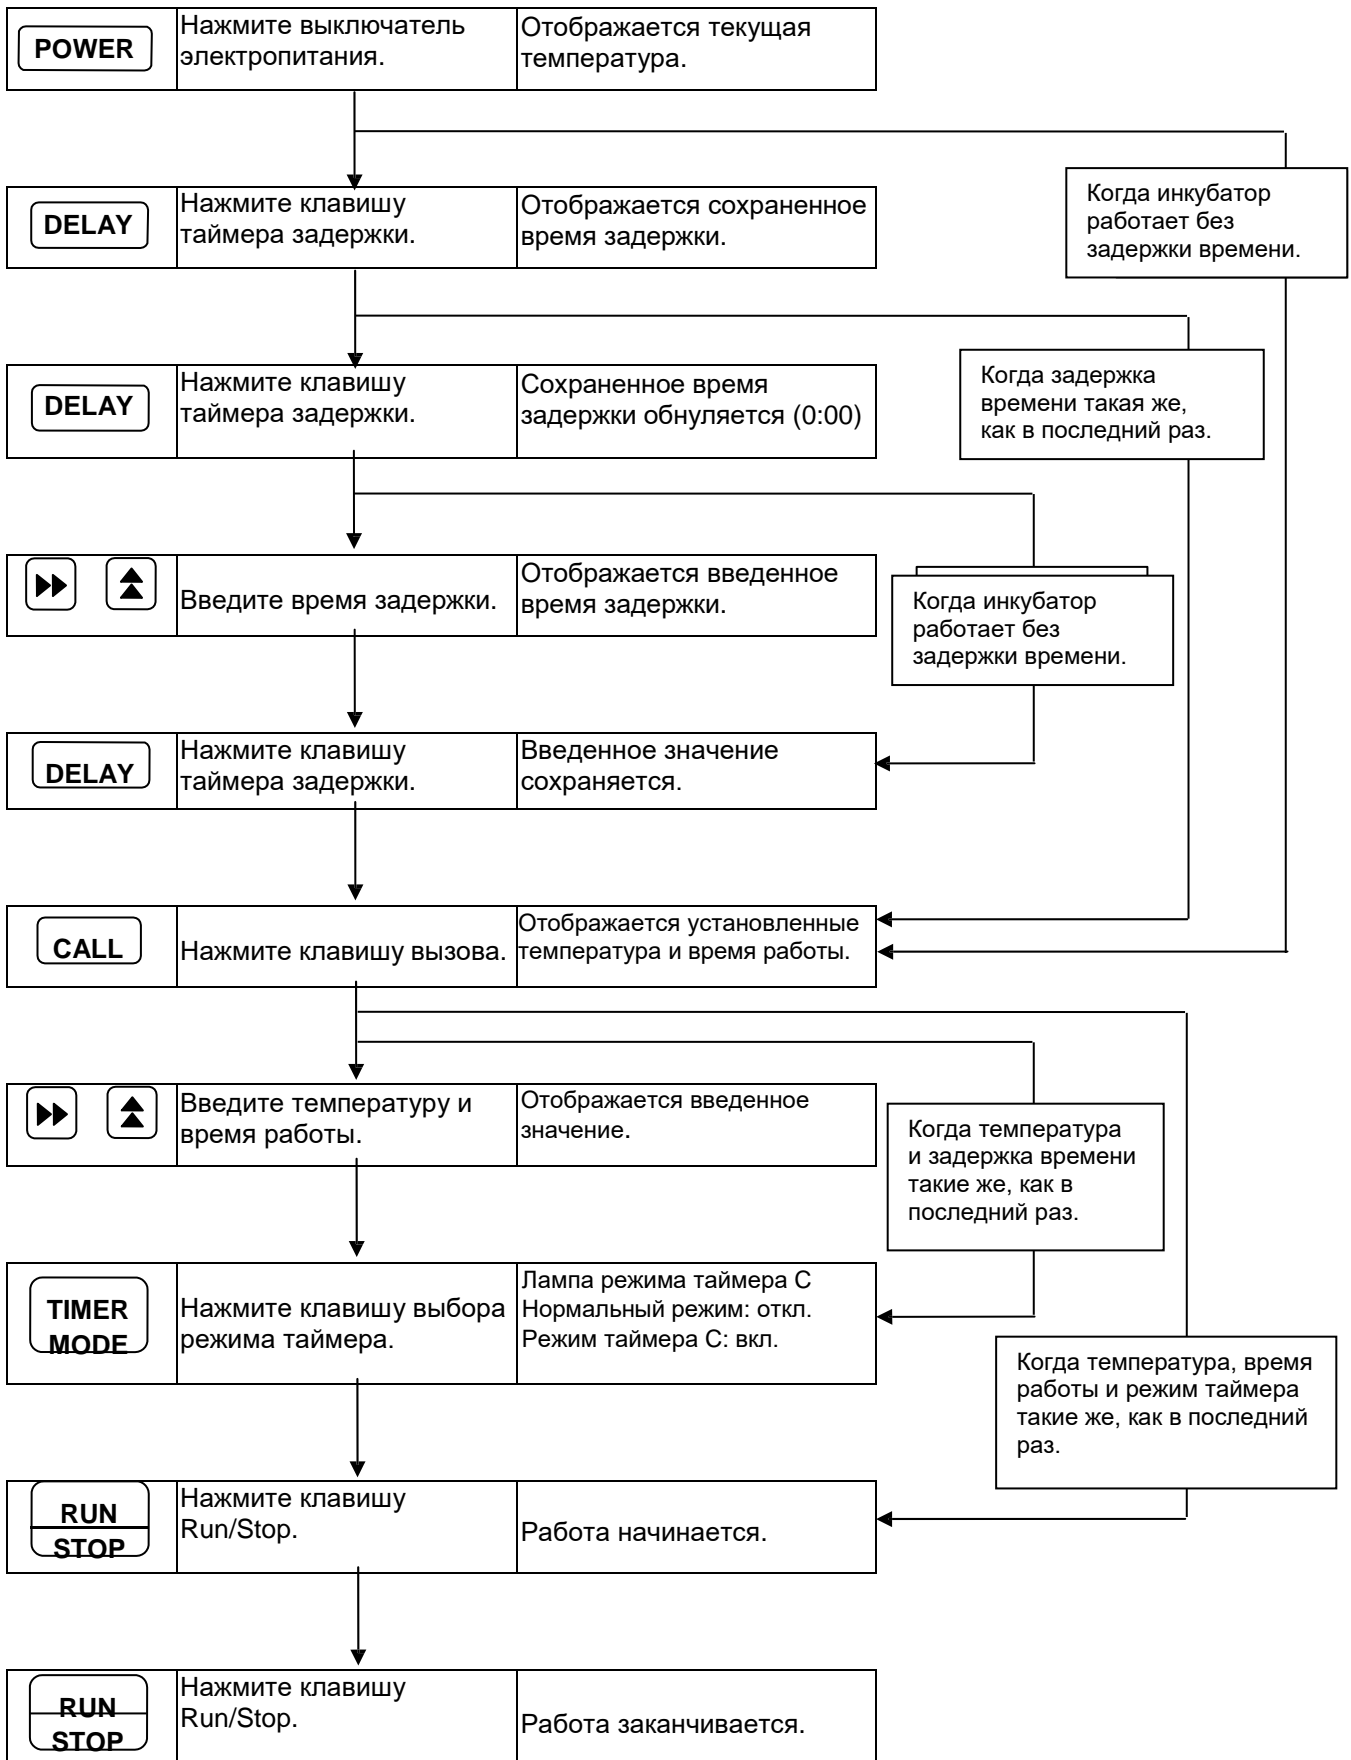 POWER
Нажмите выключатель
электропитания.
Отображается текущая
температура.
Когда инкубатор
работает без
задержки времени.
DELAY
Нажмите клавишу
таймера задержки.
Отображается сохраненное
время задержки.
Когда задержка
времени такая же,
как в последний раз.
DELAY
Нажмите клавишу
таймера задержки.
Сохраненное время
задержки обнуляется (0:00)
Введите время задержки.
Отображается введенное
время задержки.
Когда инкубатор
работает без
задержки времени.
DELAY
Нажмите клавишу
таймера задержки.
Введенное значение
сохраняется.
CALL
Нажмите клавишу вызова.
Отображается установленные
температура и время работы.
Введите температуру и
время работы.
Отображается введенное
значение.
Когда температура
и задержка времени
такие же, как в
последний раз.
TIMER
MODE
Нажмите клавишу выбора
режима таймера.
Лампа режима таймера С
Нормальный режим: откл.
Режим таймера С: вкл.
Когда температура, время
работы и режим таймера
такие же, как в последний
раз.
RUN
STOP
Нажмите клавишу
Run/Stop.
Работа начинается.
RUN
STOP
Нажмите клавишу
Run/Stop.
Работа заканчивается.